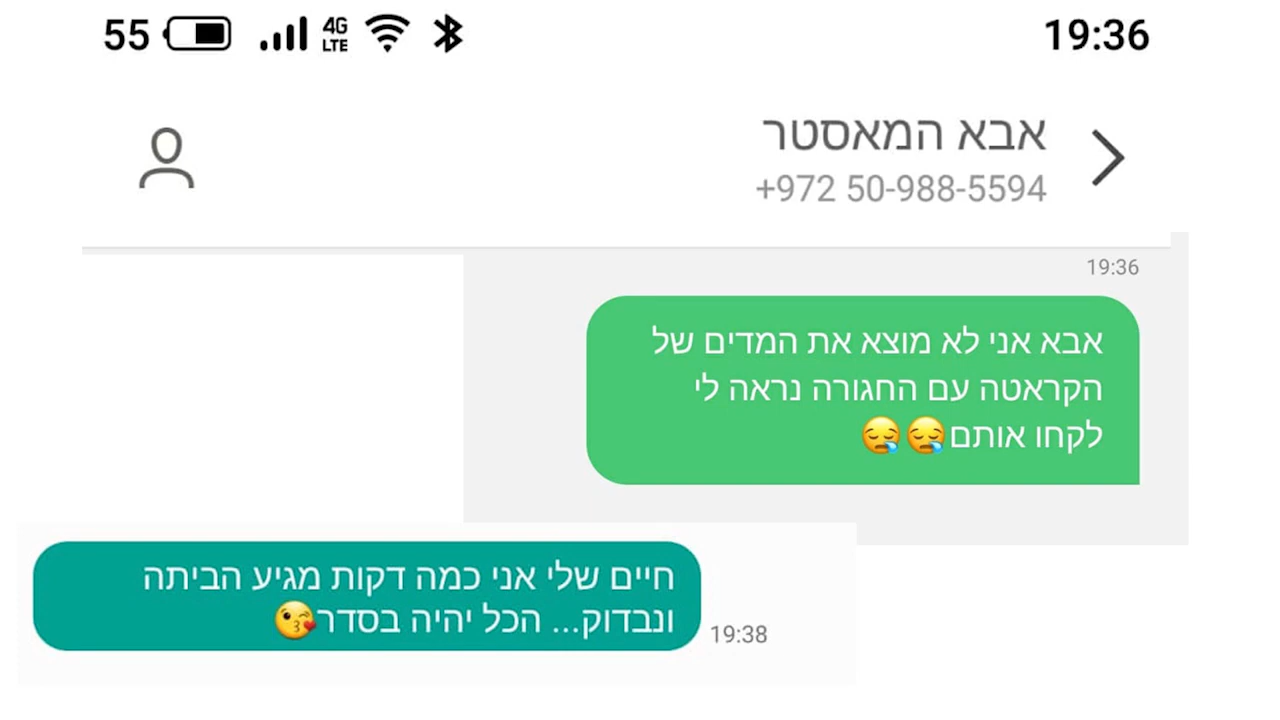 55 4G LTE 19:36
אבא המאסטר
+972 50-988-5594
19:36
אבא אני לא מוצא את המדים של
הקראטה עם החגורה נראה לי
לקחו אותם😪😪
חיים שלי אני כמה דקות מגיע הביתה
ונבדוק... הכל יהיה בסדר😘
19:38